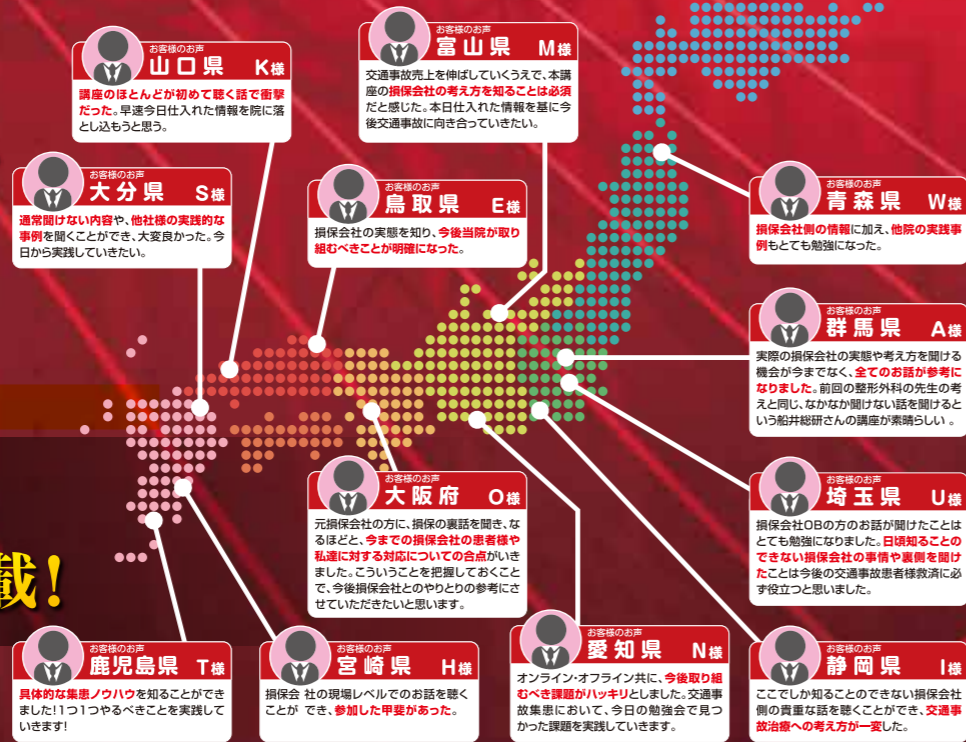 お客様のお声
山口県 K様
講座のほとんどが初めて聴く話で衝撃
だった。早速今日仕入れた情報を院に落
とし込もうと思う。
お客様のお声
富山県 M様
交通事故売上を伸ばしていくうえで、本講
座の損保会社の考え方を知ることは必須
だと感じた。本日仕入れた情報を基に今
後交通事故に向き合っていきたい。
お客様のお声
大分県 S様
通常聞けない内容や、他社様の実践的な
事例を聞くことができ、大変良かった。今
日から実践していきたい。
お客様のお声
鳥取県 E様
損保会社の実態を知り、今後当院が取り
組むべきことが明確になった。
お客様のお声
青森県 W様
損保会社側の情報に加え、他院の実践事
例もとても勉強になった。
お客様のお声
群馬県 A様
実際の損保会社の実態や考え方を聞ける
機会が今までなく、全てのお話が参考に
なりました。前回の整形外科の先生の考
えと同じ、なかなか聞けない話を聞けると
いう船井総研さんの講座が素晴らしい。
お客様のお声
大阪府 O様
元損保会社の方に、損保の裏話を聞き、な
るほどと、今までの損保会社の患者様や
私達に対する対応についての合点がいき
ました。こういうことを把握しておくこと
で、今後損保会社とのやりとりの参考にさ
せていただきたいと思います。
お客様のお声
埼玉県 U様
損保会社OBの方のお話が聞けたことは
とても勉強になりました。日頃知ることの
できない損保会社の事情や裏側を聞け
たことは今後の交通事故患者様救済に必
ず役立つと思いました。
載!
お客様のお声
鹿児島県 T様
具体的な集患ノウハウを知ることができ
ました!1つ1つやるべきことを実践して
いきます!
お客様のお声
宮崎県 H様
損保会 社の現場レベルでのお話を聴く
ことが でき、参加した甲斐があった。
お客様のお声
愛知県 N様
オンライン・オフライン共に、今後取り組
むべき課題がハッキリとしました。交通事
故集患において、今日の勉強会で見つ
かった課題を実践していきます。
お客様のお声
静岡県 I様
ここでしか知ることのできない損保会社
側の貴重な話を聴くことができ、交通事
故治療への考え方が一変した。